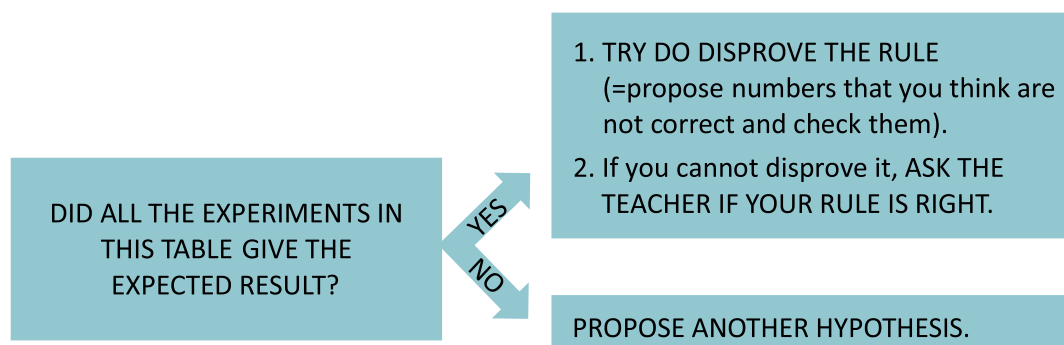 DID ALL THE EXPERIMENTS IN
THIS TABLE GIVE THE
EXPECTED RESULT?
YES
NO
1. TRY DO DISPROVE THE RULE
(=propose numbers that you think are
not correct and check them).
2. If you cannot disprove it, ASK THE
TEACHER IF YOUR RULE IS RIGHT.
PROPOSE ANOTHER HYPOTHESIS.